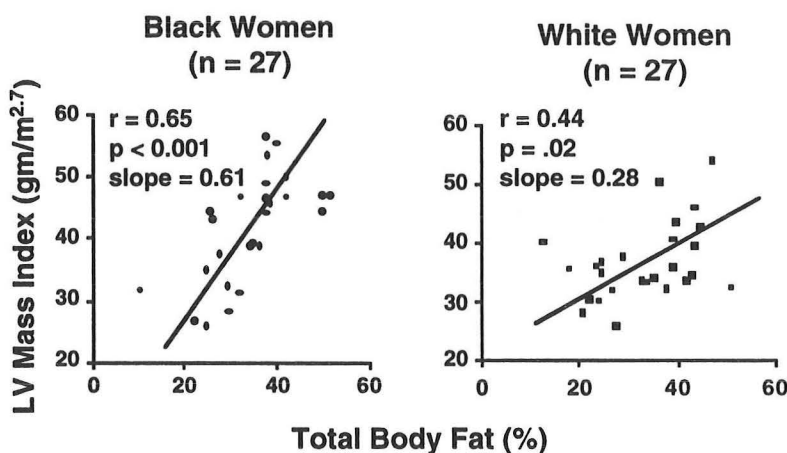 Black Women
(n = 27)
White Women
(n = 27)
LV Mass Index (gm/m2.7)
60
50
40
30
20
r = 0.65
p < 0.001
slope = 0.61
0
20
40
60
60
50
40
30
20
r = 0.44
p = .02
slope = 0.28
0
20
40
60
Total Body Fat (%)